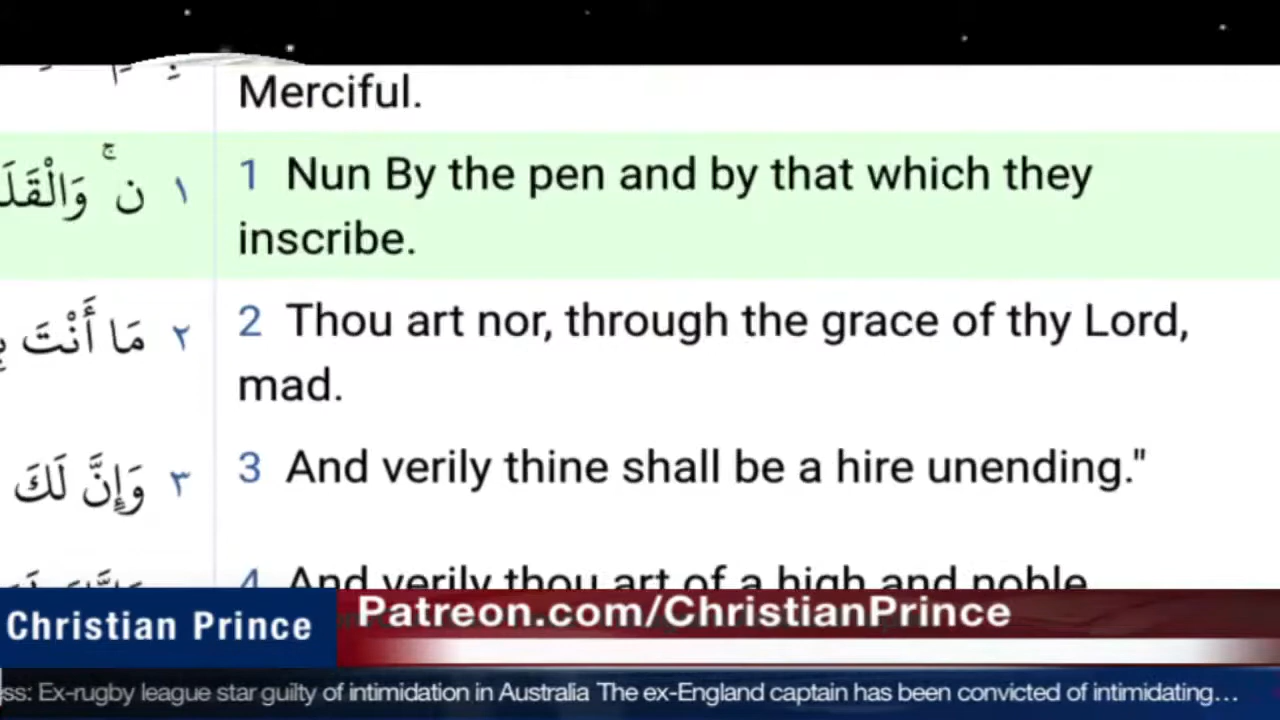 Merciful.
ن ۚ ١
1 Nun By the pen and by that which they
inscribe.
مَا أَنْتَ ٢
2 Thou art nor, through the grace of thy Lord,
mad.
وَإِنَّ لَكَ ٣
3 And verily thine shall be a hire unending."
4 And verily thou art of a high and noble
Christian Prince
Patreon.com/ChristianPrince
ss: Ex-rugby league star guilty of intimidation in Australia The ex-England captain has been convicted of intimidating…